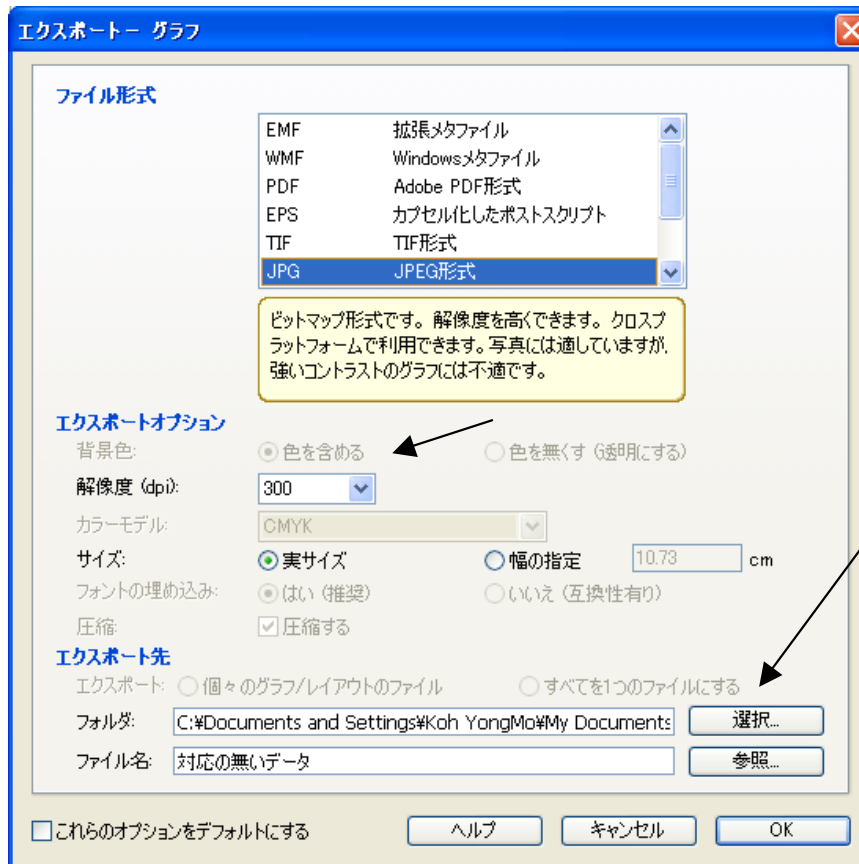 エクスポートー グラフ
ファイル形式
EMF 拡張メタファイル
WMF Windowsメタファイル
PDF Adobe PDF形式
EPS カプセル化したポストスクリプト
TIF TIF形式
JPG JPEG形式
ビットマップ形式です。解像度を高くできます。クロスプ
ラットフォームで利用できます。写真には適していますが、
強いコントラストのグラフには不適です。
エクスポートオプション
背景色: 色を含める 色を無くす (透明にする)
解像度 (dpi): 300
カラーモデル: CMYK
サイズ: 実サイズ 幅の指定 10.73 cm
フォントの埋め込み: はい (推奨) いいえ (互換性有り)
圧縮: 圧縮する
エクスポート先
エクスポート: 個々のグラフ/レイアウトのファイル すべてを1つのファイルにする
フォルダ: C:¥Documents and Settings¥Koh YongMo¥My Documents 選択...
ファイル名: 対応の無いデータ 参照...
これらのオプションをデフォルトにする ヘルプ キャンセル OK